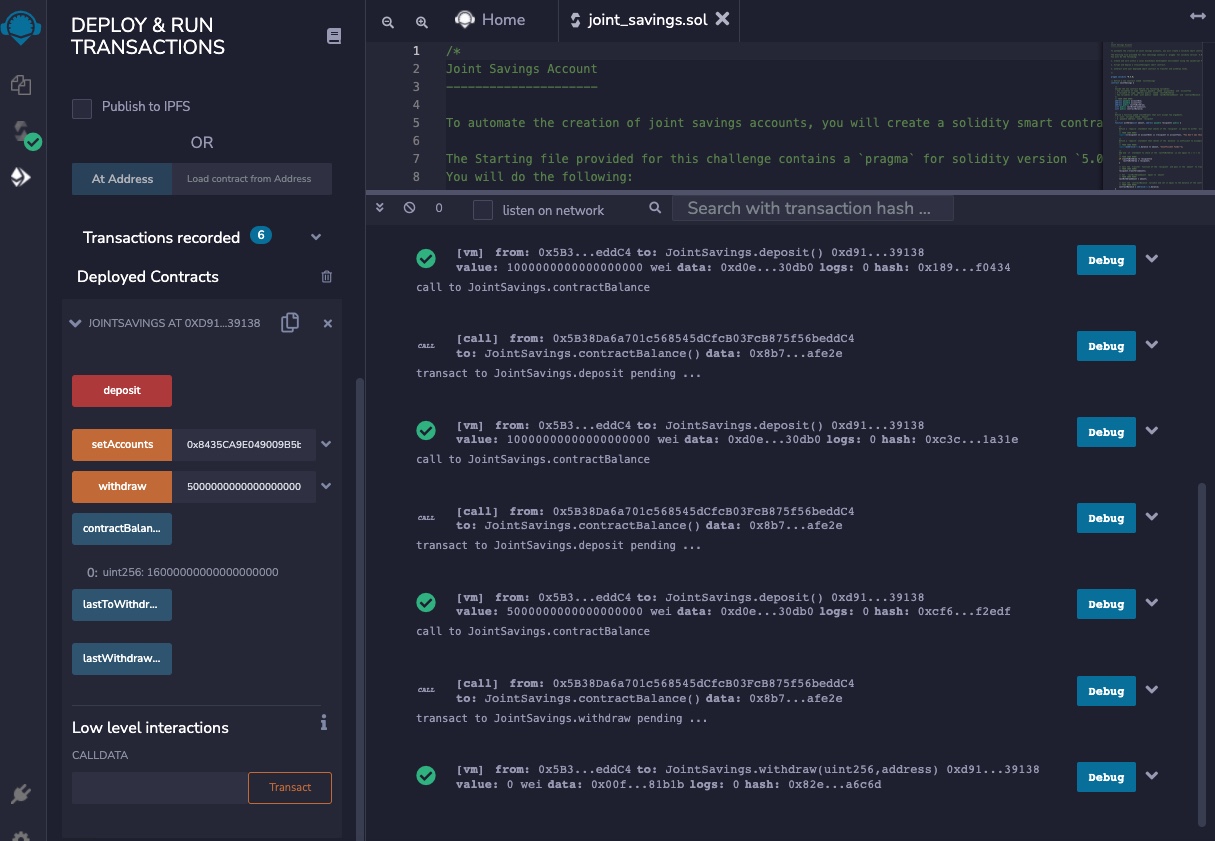 DEPLOY & RUN
TRANSACTIONS
Publish to IPFS
OR
At Address
Load contract from Address
Transactions recorded 6
Deployed Contracts
JOINTSAVINGS AT 0XD91...39138
deposit
setAccounts
0x8435CA9E049009B5b
withdraw
5000000000000000000
contractBalan...
0: uint256: 16000000000000000000
lastToWithdr...
lastWithdraw...
Low level interactions
i
CALLDATA
Transact
Home
joint_savings.sol
1 /*
2 Joint Savings Account
3 ---------------------
4
5 To automate the creation of joint savings accounts, you will create a solidity smart contra
6
7 The Starting file provided for this challenge contains a `pragma` for solidity version `5.0
8 You will do the following:
0
listen on network
Search with transaction hash ...
[vm] from: 0x5B3...eddC4 to: JointSavings.deposit() 0xd91...39138
value: 1000000000000000000 wei data: 0xd0e...30db0 logs: 0 hash: 0x189...f0434
Debug
call to JointSavings.contractBalance
CALL
[call] from: 0x5B38Da6a701c568545dCfcB03FcB875f56beddC4
to: JointSavings.contractBalance() data: 0x8b7...afe2e
Debug
transact to JointSavings.deposit pending ...
[vm] from: 0x5B3...eddC4 to: JointSavings.deposit() 0xd91...39138
value: 10000000000000000000 wei data: 0xd0e...30db0 logs: 0 hash: 0xc3c...1a31e
Debug
call to JointSavings.contractBalance
CALL
[call] from: 0x5B38Da6a701c568545dCfcB03FcB875f56beddC4
to: JointSavings.contractBalance() data: 0x8b7...afe2e
Debug
transact to JointSavings.deposit pending ...
[vm] from: 0x5B3...eddC4 to: JointSavings.deposit() 0xd91...39138
value: 5000000000000000000 wei data: 0xd0e...30db0 logs: 0 hash: 0xcf6...f2edf
Debug
call to JointSavings.contractBalance
CALL
[call] from: 0x5B38Da6a701c568545dCfcB03FcB875f56beddC4
to: JointSavings.contractBalance() data: 0x8b7...afe2e
Debug
transact to JointSavings.withdraw pending ...
[vm] from: 0x5B3...eddC4 to: JointSavings.withdraw(uint256,address) 0xd91...39138
value: 0 wei data: 0x00f...81b1b logs: 0 hash: 0x82e...a6c6d
Debug